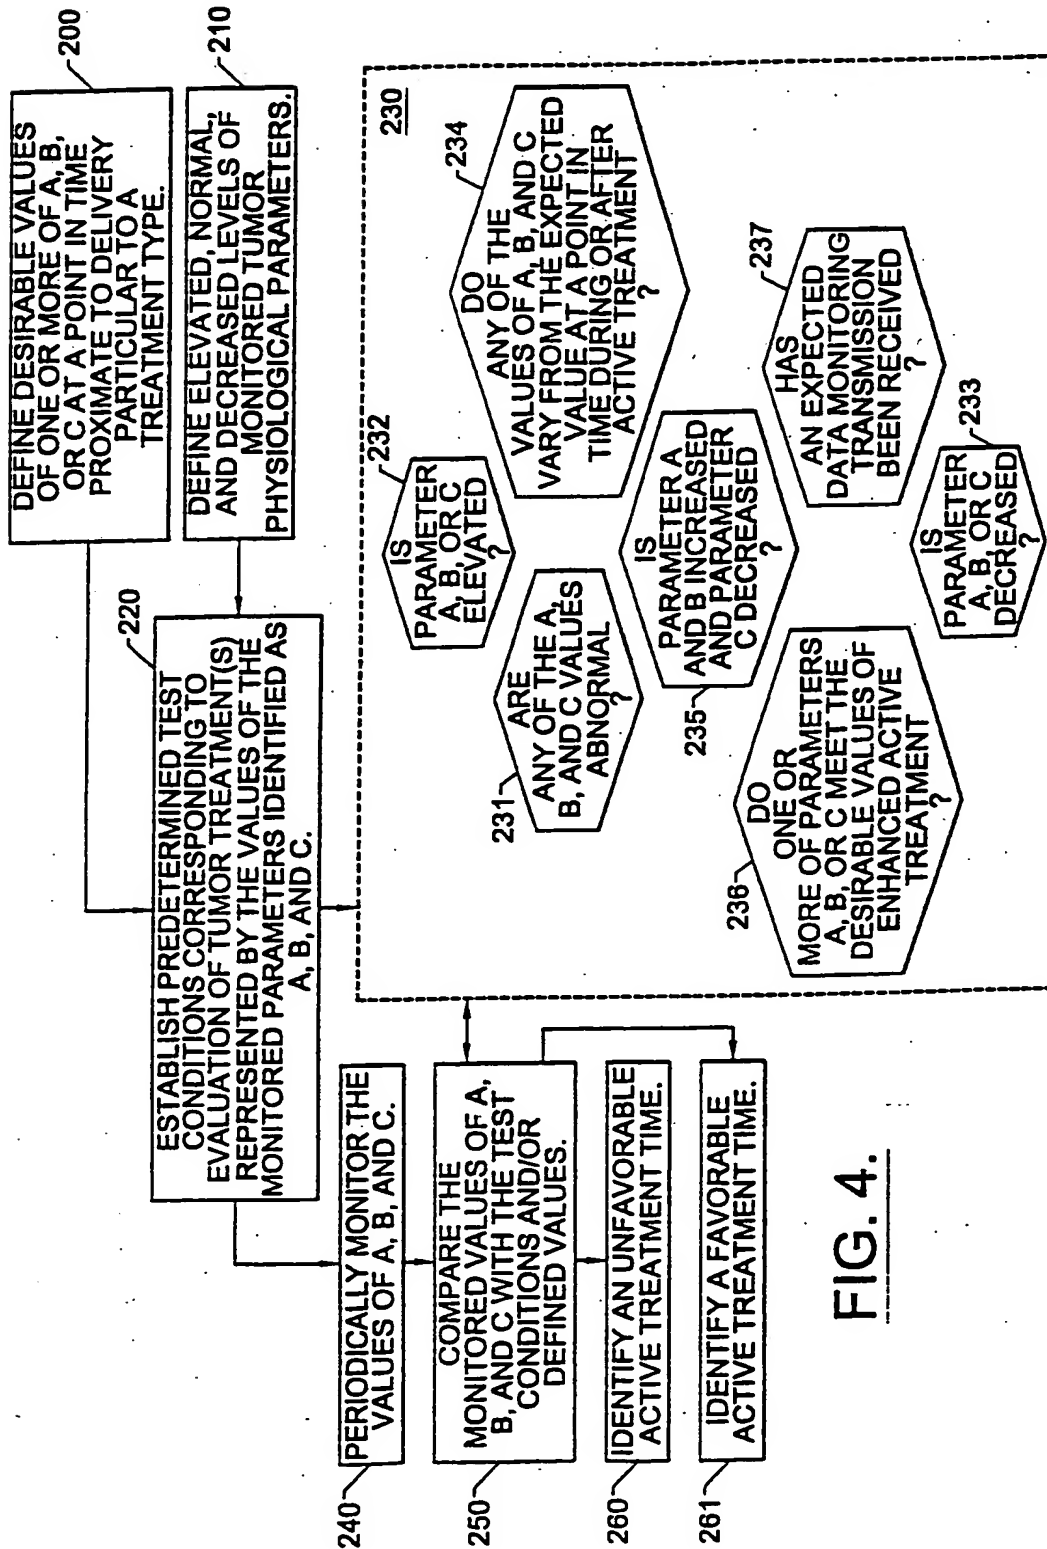 200
DEFINE DESIRABLE VALUES
OF ONE OR MORE OF A, B,
OR C AT A POINT IN TIME
PROXIMATE TO DELIVERY
PARTICULAR TO A
TREATMENT TYPE.
210
DEFINE ELEVATED, NORMAL,
AND DECREASED LEVELS OF
MONITORED TUMOR
PHYSIOLOGICAL PARAMETERS.
220
ESTABLISH PREDETERMINED TEST
CONDITIONS CORRESPONDING TO
EVALUATION OF TUMOR TREATMENT(S)
REPRESENTED BY THE VALUES OF THE
MONITORED PARAMETERS IDENTIFIED AS
A, B, AND C.
230
232
IS
PARAMETER
A, B, OR C
ELEVATED
?
234
DO
ANY OF THE
VALUES OF A, B, AND C
VARY FROM THE EXPECTED
VALUE AT A POINT IN
TIME DURING OR AFTER
ACTIVE TREATMENT
?
231
ARE
ANY OF THE A,
B, AND C VALUES
ABNORMAL
?
235
IS
PARAMETER A
AND B INCREASED
AND PARAMETER
C DECREASED
?
237
HAS
AN EXPECTED
DATA MONITORING
TRANSMISSION
BEEN RECEIVED
?
236
DO
ONE OR
MORE OF PARAMETERS
A, B, OR C MEET THE
DESIRABLE VALUES OF
ENHANCED ACTIVE
TREATMENT
?
233
IS
PARAMETER
A, B, OR C
DECREASED
?
240
PERIODICALLY MONITOR THE
VALUES OF A, B, AND C.
250
COMPARE THE
MONITORED VALUES OF A,
B, AND C WITH THE TEST
CONDITIONS AND/OR
DEFINED VALUES.
260
IDENTIFY AN UNFAVORABLE
ACTIVE TREATMENT TIME.
261
IDENTIFY A FAVORABLE
ACTIVE TREATMENT TIME.
FIG. 4.